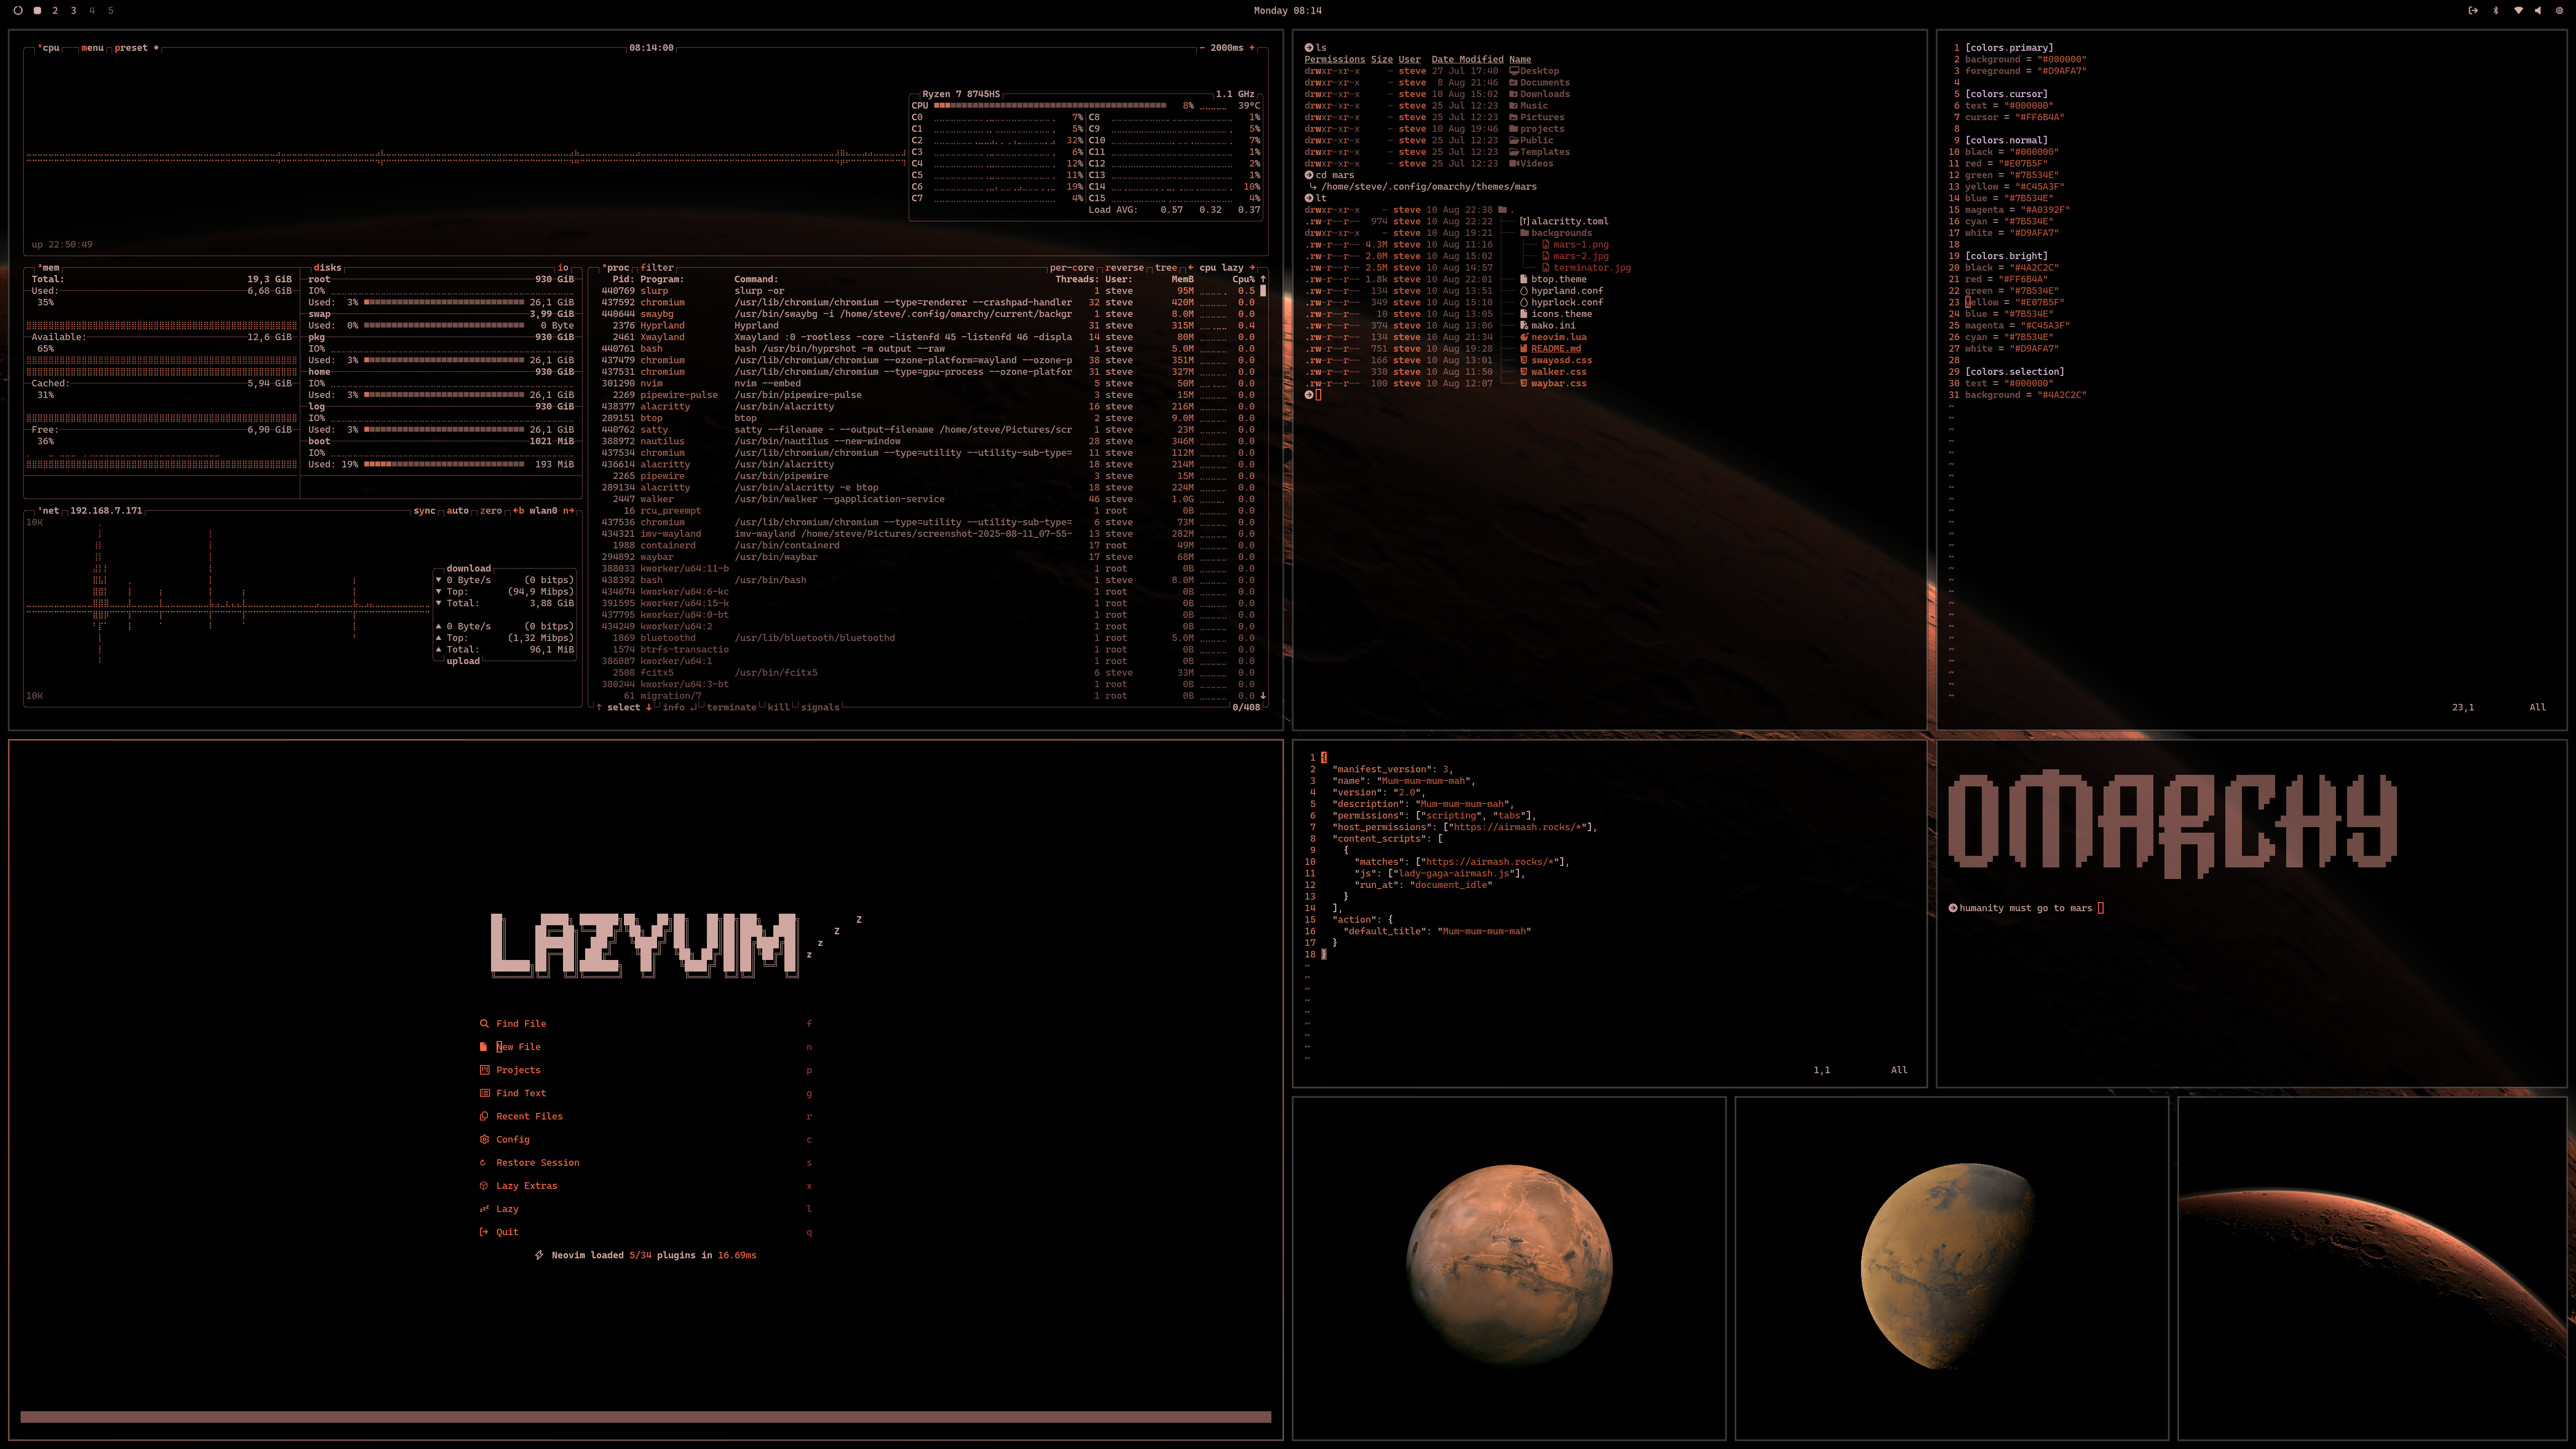 2 3 4 5
Monday 08:14
¹cpu menu preset * 08:14:00 - 2000ms +
Ryzen 7 8745HS 1.1 GHz
CPU 8% 39°C
C0 7% C8 1%
C1 5% C9 5%
C2 32% C10 7%
C3 6% C11 1%
C4 12% C12 2%
C5 11% C13 1%
C6 19% C14 10%
C7 4% C15 4%
Load AVG: 0.57 0.32 0.37
up 22:50:49
²mem
Total: 19,3 GiB
Used: 6,68 GiB
35%
Available: 12,6 GiB
65%
Cached: 5,94 GiB
31%
Free: 6,90 GiB
36%
disks io
root 930 GiB
IO%
Used: 3% 26,1 GiB
swap 3,99 GiB
Used: 0% 0 Byte
pkg 930 GiB
IO%
Used: 3% 26,1 GiB
home 930 GiB
IO%
Used: 3% 26,1 GiB
log 930 GiB
IO%
Used: 3% 26,1 GiB
boot 1021 MiB
IO%
Used: 19% 193 MiB
³net 192.168.7.171 sync auto zero ←b wlan0 n→
10K
download
▼ 0 Byte/s (0 bitps)
▼ Top: (94,9 Mibps)
▼ Total: 3,88 GiB
▲ 0 Byte/s (0 bitps)
▲ Top: (1,32 Mibps)
▲ Total: 96,1 MiB
upload
10K
⁴proc filter per-core reverse tree ← cpu lazy →
Pid: Program: Command: Threads: User: MemB Cpu% ↑
440769 slurp slurp -or 1 steve 95M 0.5
437592 chromium /usr/lib/chromium/chromium --type=renderer --crashpad-handler 32 steve 420M 0.0
440644 swaybg /usr/bin/swaybg -i /home/steve/.config/omarchy/current/backgr 1 steve 8.0M 0.0
2376 Hyprland Hyprland 31 steve 315M 0.4
2461 Xwayland Xwayland :0 -rootless -core -listenfd 45 -listenfd 46 -displa 14 steve 80M 0.0
440761 bash bash /usr/bin/hyprshot -m output --raw 1 steve 5.0M 0.0
437479 chromium /usr/lib/chromium/chromium --ozone-platform=wayland --ozone-p 38 steve 351M 0.0
437531 chromium /usr/lib/chromium/chromium --type=gpu-process --ozone-platfor 31 steve 327M 0.0
301290 nvim nvim --embed 5 steve 50M 0.0
2269 pipewire-pulse /usr/bin/pipewire-pulse 3 steve 15M 0.0
438377 alacritty /usr/bin/alacritty 16 steve 216M 0.0
289151 btop btop 2 steve 9.0M 0.0
440762 satty satty --filename - --output-filename /home/steve/Pictures/scr 1 steve 23M 0.0
388972 nautilus /usr/bin/nautilus --new-window 28 steve 346M 0.0
437534 chromium /usr/lib/chromium/chromium --type=utility --utility-sub-type= 11 steve 112M 0.0
436614 alacritty /usr/bin/alacritty 18 steve 214M 0.0
2265 pipewire /usr/bin/pipewire 3 steve 15M 0.0
289134 alacritty /usr/bin/alacritty -e btop 18 steve 224M 0.0
2447 walker /usr/bin/walker --gapplication-service 46 steve 1.0G 0.0
16 rcu_preempt 1 root 0B 0.0
437536 chromium /usr/lib/chromium/chromium --type=utility --utility-sub-type= 6 steve 73M 0.0
434321 imv-wayland imv-wayland /home/steve/Pictures/screenshot-2025-08-11_07-55- 13 steve 282M 0.0
1988 containerd /usr/bin/containerd 17 root 49M 0.0
294892 waybar /usr/bin/waybar 17 steve 68M 0.0
388033 kworker/u64:11-b 1 root 0B 0.0
438392 bash /usr/bin/bash 1 steve 8.0M 0.0
434674 kworker/u64:6-kc 1 root 0B 0.0
391595 kworker/u64:15-k 1 root 0B 0.0
437795 kworker/u64:0-bt 1 root 0B 0.0
434249 kworker/u64:2 1 root 0B 0.0
1869 bluetoothd /usr/lib/bluetooth/bluetoothd 1 root 5.0M 0.0
1574 btrfs-transactio 1 root 0B 0.0
386087 kworker/u64:1 1 root 0B 0.0
2508 fcitx5 /usr/bin/fcitx5 6 steve 33M 0.0
380244 kworker/u64:3-bt 1 root 0B 0.0
61 migration/7 1 root 0B 0.0 ↓
↑ select ↓ info ↵ terminate kill signals 0/408
ls
Permissions Size User Date Modified Name
drwxr-xr-x - steve 27 Jul 17:40 Desktop
drwxr-xr-x - steve 8 Aug 21:46 Documents
drwxr-xr-x - steve 10 Aug 15:02 Downloads
drwxr-xr-x - steve 25 Jul 12:23 Music
drwxr-xr-x - steve 25 Jul 12:23 Pictures
drwxr-xr-x - steve 10 Aug 19:46 projects
drwxr-xr-x - steve 25 Jul 12:23 Public
drwxr-xr-x - steve 25 Jul 12:23 Templates
drwxr-xr-x - steve 25 Jul 12:23 Videos
cd mars
↳ /home/steve/.config/omarchy/themes/mars
lt
drwxr-xr-x - steve 10 Aug 22:38 .
.rw-r--r-- 974 steve 10 Aug 22:22 alacritty.toml
drwxr-xr-x - steve 10 Aug 19:21 backgrounds
.rw-r--r-- 4.3M steve 10 Aug 11:16 mars-1.png
.rw-r--r-- 2.0M steve 10 Aug 15:02 mars-2.jpg
.rw-r--r-- 2.5M steve 10 Aug 14:57 terminator.jpg
.rw-r--r-- 1.8k steve 10 Aug 22:01 btop.theme
.rw-r--r-- 134 steve 10 Aug 13:51 hyprland.conf
.rw-r--r-- 349 steve 10 Aug 15:10 hyprlock.conf
.rw-r--r-- 10 steve 10 Aug 13:05 icons.theme
.rw-r--r-- 374 steve 10 Aug 13:06 mako.ini
.rw-r--r-- 134 steve 10 Aug 21:34 neovim.lua
.rw-r--r-- 751 steve 10 Aug 19:28 README.md
.rw-r--r-- 166 steve 10 Aug 13:01 swayosd.css
.rw-r--r-- 330 steve 10 Aug 11:50 walker.css
.rw-r--r-- 100 steve 10 Aug 12:07 waybar.css
1 [colors.primary]
2 background = "#000000"
3 foreground = "#D9AFA7"
4
5 [colors.cursor]
6 text = "#000000"
7 cursor = "#FF6B4A"
8
9 [colors.normal]
10 black = "#000000"
11 red = "#E07B5F"
12 green = "#7B534E"
13 yellow = "#C45A3F"
14 blue = "#7B534E"
15 magenta = "#A0392F"
16 cyan = "#7B534E"
17 white = "#D9AFA7"
18
19 [colors.bright]
20 black = "#4A2C2C"
21 red = "#FF6B4A"
22 green = "#7B534E"
23 yellow = "#E07B5F"
24 blue = "#7B534E"
25 magenta = "#C45A3F"
26 cyan = "#7B534E"
27 white = "#D9AFA7"
28
29 [colors.selection]
30 text = "#000000"
31 background = "#4A2C2C"
23,1 All
LAZYVIM z z Z Z
Find File f
New File n
Projects p
Find Text g
Recent Files r
Config c
Restore Session s
Lazy Extras x
Lazy l
Quit q
Neovim loaded 5/34 plugins in 16.69ms
1 {
2 "manifest_version": 3,
3 "name": "Mum-mum-mum-mah",
4 "version": "2.0",
5 "description": "Mum-mum-mum-mah",
6 "permissions": ["scripting", "tabs"],
7 "host_permissions": ["https://airmash.rocks/*"],
8 "content_scripts": [
9 {
10 "matches": ["https://airmash.rocks/*"],
11 "js": ["lady-gaga-airmash.js"],
12 "run_at": "document_idle"
13 }
14 ],
15 "action": {
16 "default_title": "Mum-mum-mum-mah"
17 }
18 }
1,1 All
OMARCHY
humanity must go to mars